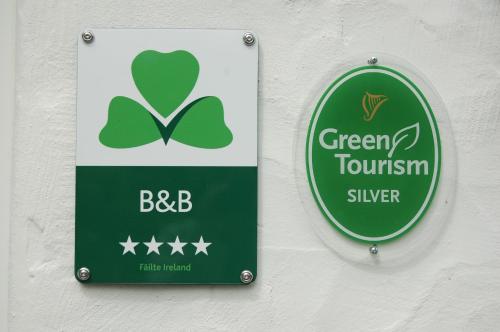 B&B
Fáilte Ireland
Green
Tourism
SILVER